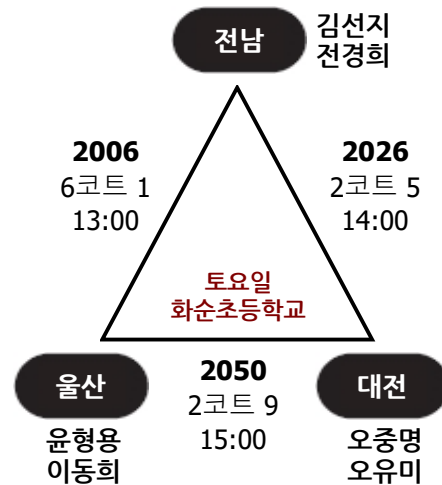 전남
김선지
전경희
2006
6코트 1
13:00
2026
2코트 5
14:00
토요일
화순초등학교
울산
윤형용
이동희
2050
2코트 9
15:00
대전
오중명
오유미